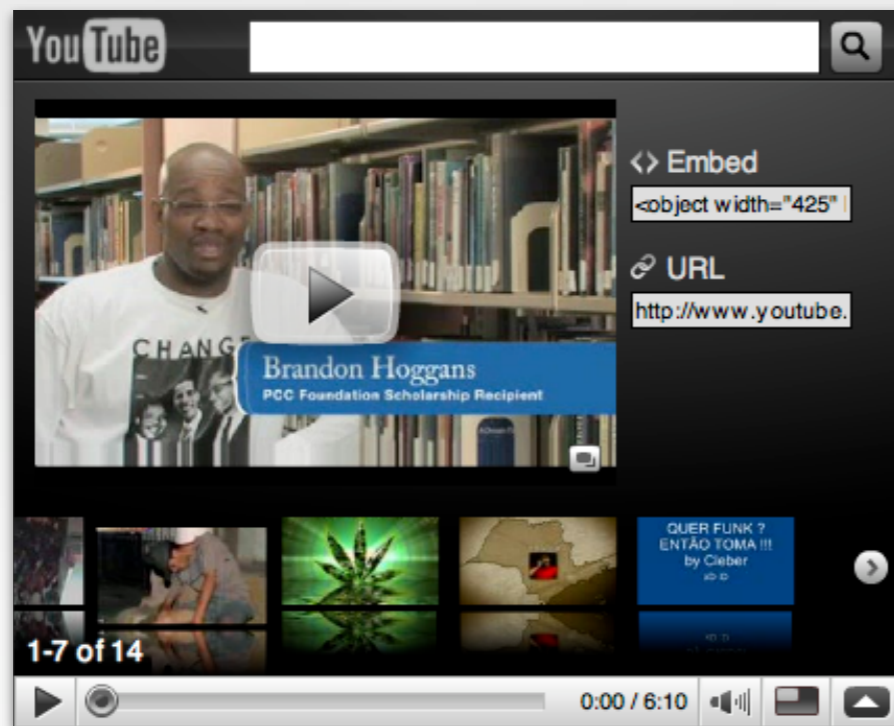 YouTube
Embed
<object width="425"
URL
http://www.youtube.
CHANGE
Brandon Hoggans
PCC Foundation Scholarship Recipient
QUER FUNK ?
ENTÃO TOMA !!!
by Cleber
1-7 of 14
0:00 / 6:10